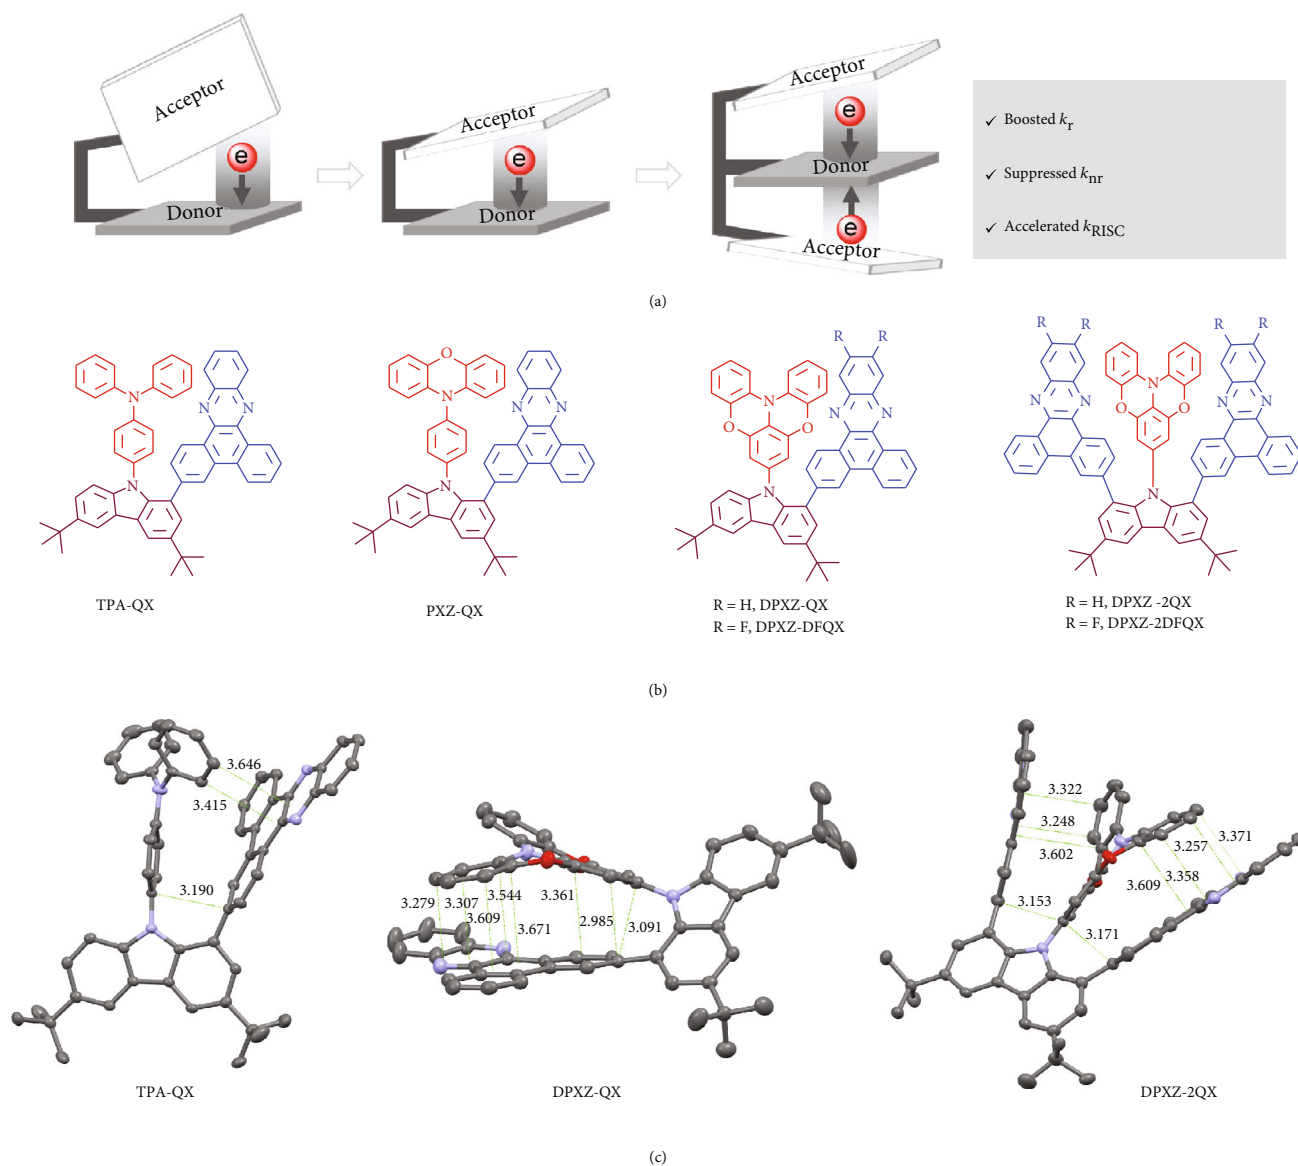 Acceptor
e
Donor
Acceptor
e
Donor
Acceptor
e
Donor
e
Acceptor
✓ Boosted kr
✓ Suppressed knr
✓ Accelerated kRISC
(a)
N
N
N
N
TPA-QX
O
N
N
N
N
PXZ-QX
R
R
N
O
O
N
N
N
R = H, DPXZ-QX
R = F, DPXZ-DFQX
R
R
R
R
N
N
N
O
O
N
N
N
R = H, DPXZ -2QX
R = F, DPXZ-2DFQX
(b)
3.646
3.415
3.190
TPA-QX
3.279
3.307
3.609
3.544
3.671
3.361
2.985
3.091
DPXZ-QX
3.322
3.248
3.602
3.153
3.371
3.257
3.358
3.609
3.171
DPXZ-2QX
(c)